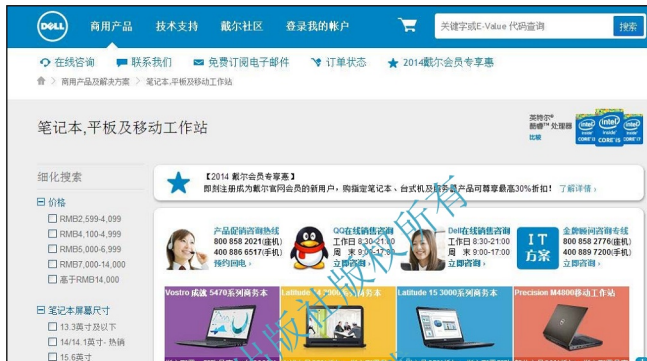 DELL 商用产品 技术支持 戴尔社区 登录我的帐户 关键字或E-Value 代码查询 搜索
在线咨询 联系我们 免费订阅电子邮件 订单状态 2014戴尔会员专享惠
商用产品及解决方案 > 笔记本,平板及移动工作站
笔记本,平板及移动工作站
英特尔®
酷睿™ 处理器
比较
细化搜索
【2014 戴尔会员专享惠】
即刻注册成为戴尔官网会员的新用户，购指定笔记本、台式机及服务器产品可尊享最高30%折扣! 了解详情
价格
RMB2,599-4,099
RMB4,100-4,999
RMB5,000-6,999
RMB7,000-14,000
高于RMB14,000
产品促销咨询热线
800 858 2021(座机)
400 886 6517(手机)
预约回电
QQ在线销售咨询
工作日 8:30-21:00
周 末 9:00-17:00
立即咨询
Dell在线销售咨询
工作日 8:30-21:00
周 末 9:00-17:00
立即咨询
IT
方案
金牌顾问咨询专线
800 858 2776(座机)
400 889 7200(手机)
立即咨询
笔记本屏幕尺寸
13.3英寸及以下
14/14.1英寸- 热销
15.6英寸
Vostro 成就 5470系列商务本
Latitude 15 3000系列商务本
Precision M4800移动工作站
出版社版权所有